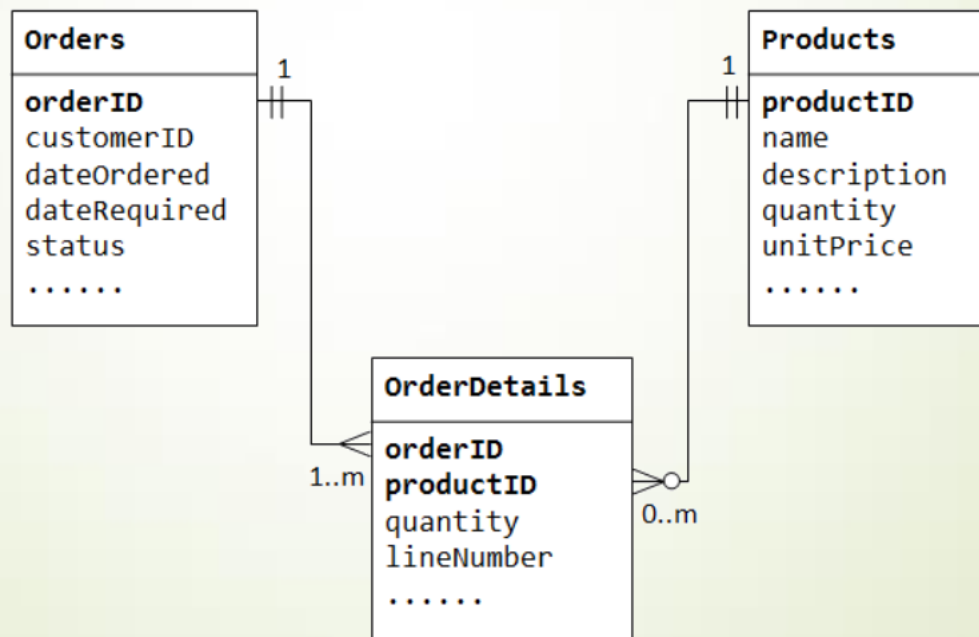 Orders
1
orderID
customerID
dateOrdered
dateRequired
status
......
Products
1
productID
name
description
quantity
unitPrice
......
OrderDetails
orderID
productID
quantity
lineNumber
......
1..m
0..m